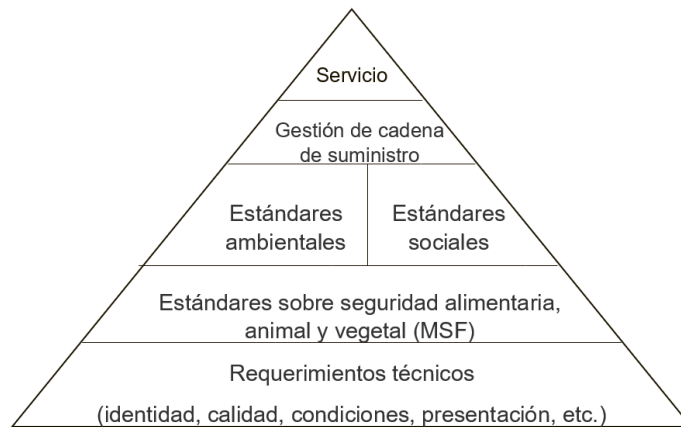 Servicio
Gestión de cadena
de suministro
Estándares
ambientales
Estándares
sociales
Estándares sobre seguridad alimentaria,
animal y vegetal (MSF)
Requerimientos técnicos
(identidad, calidad, condiciones, presentación, etc.)